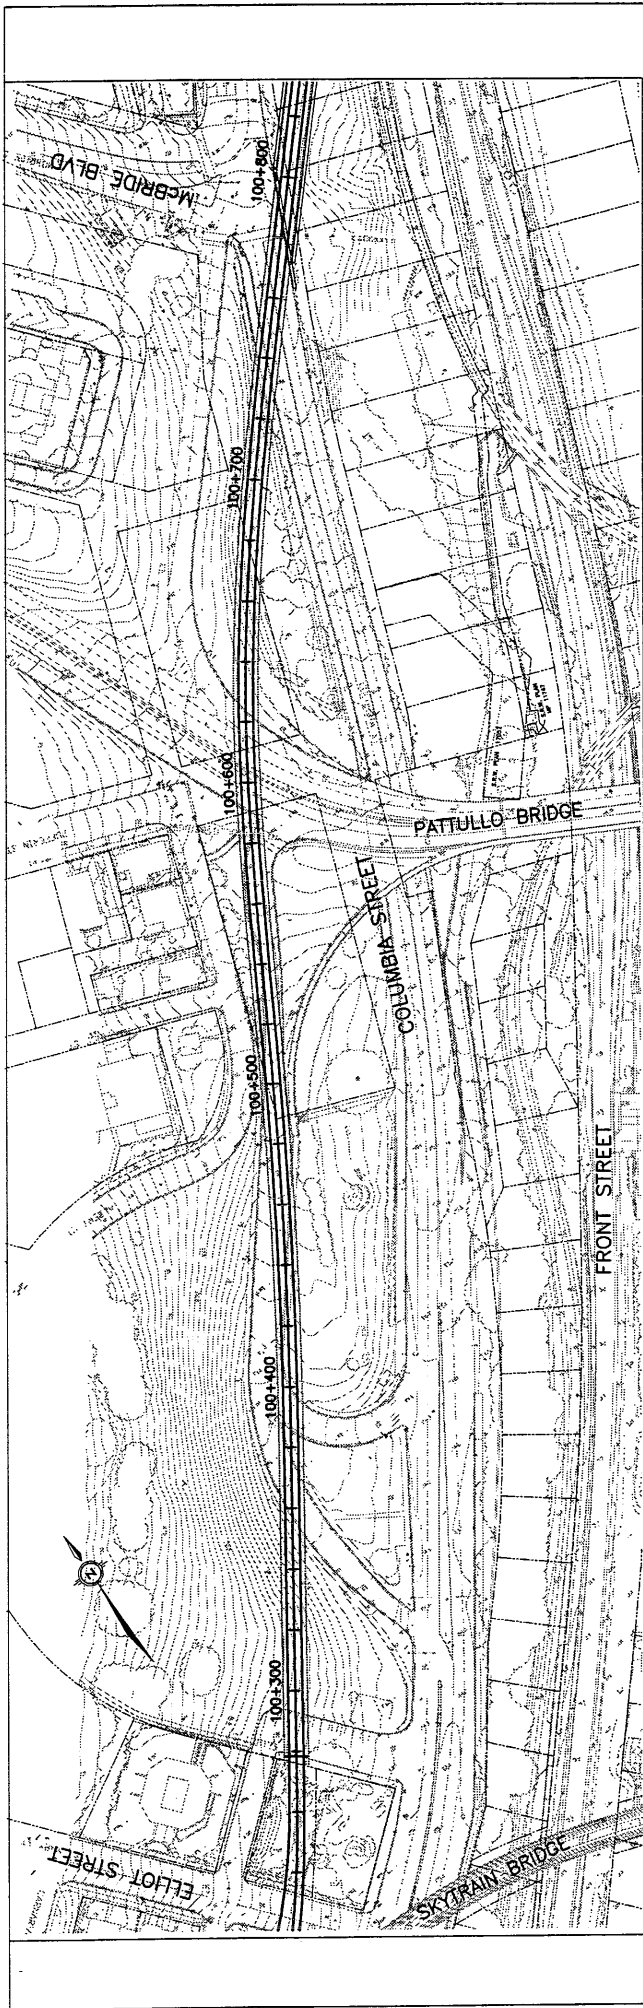 McBRIDE BLVD
100+800
100+700
100+600
PATTULLO BRIDGE
COLUMBIA STREET
100+500
FRONT STREET
100+400
N
100+300
ELLIOT STREET
SKYTRAIN BRIDGE